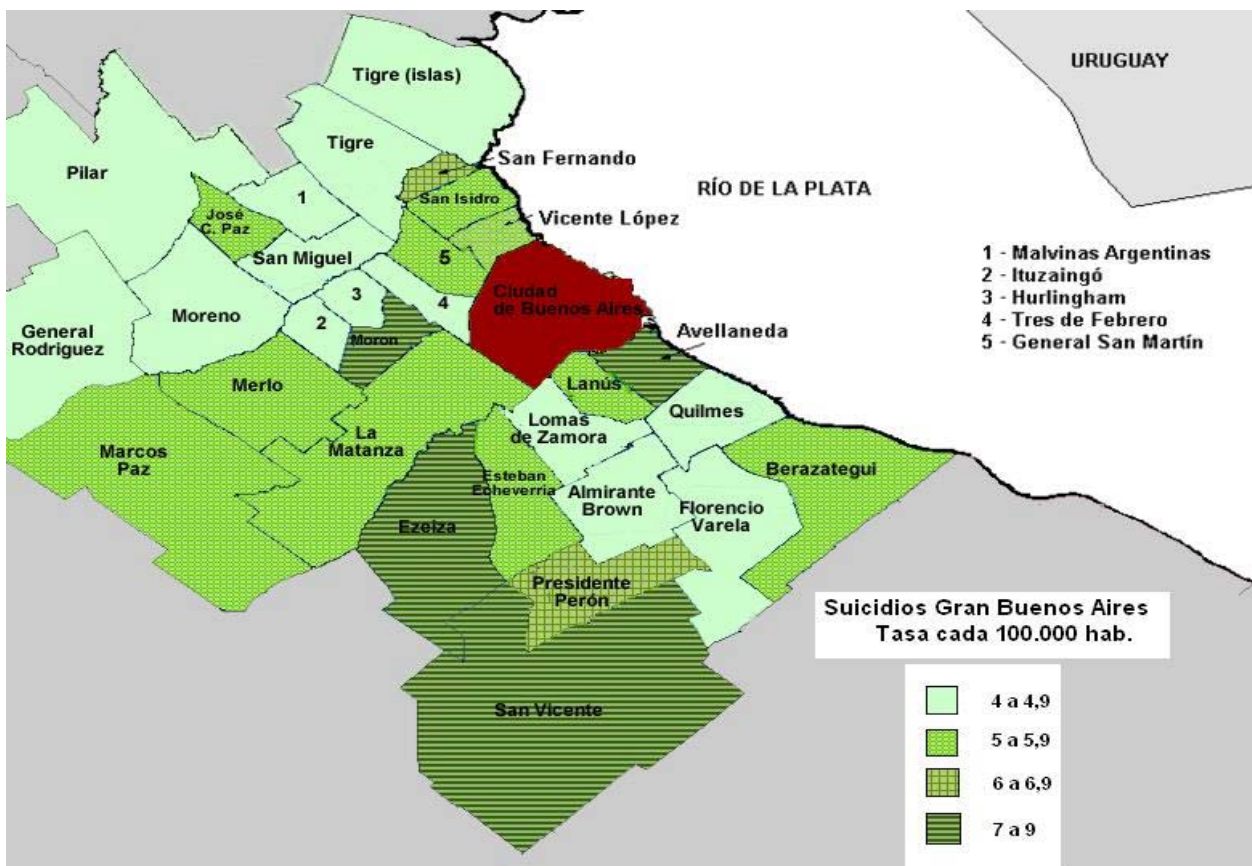 URUGUAY
Tigre (islas)
Tigre
San Fernando
Pilar
RÍO DE LA PLATA
1
San Isidro
José
C. Paz
Vicente López
San Miguel
5
1 - Malvinas Argentinas
2 - Ituzaingó
3 - Hurlingham
4 - Tres de Febrero
5 - General San Martín
3
Ciudad
de Buenos Aires
4
Moreno
2
General
Rodriguez
Moron
Avellaneda
Merlo
Lanús
Quilmes
Lomas
de Zamora
La
Matanza
Marcos
Paz
Berazategui
Esteban
Echeverria
Almirante
Brown
Florencio
Varela
Ezeiza
Presidente
Perón
Suicidios Gran Buenos Aires
Tasa cada 100.000 hab.
San Vicente
4 a 4,9
5 a 5,9
6 a 6,9
7 a 9